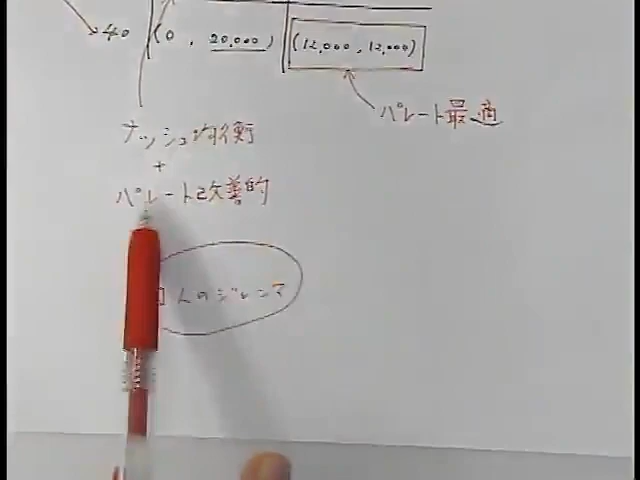 40 (0, 20,000) (12,000, 12,000)
パレート最適
ナッシュ均衡
+
パレート改善的
人のジレンマ